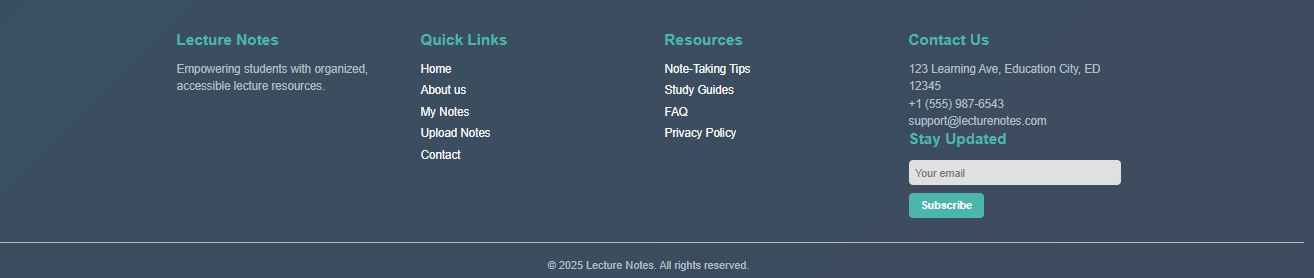 Lecture Notes
Empowering students with organized,
accessible lecture resources.
Quick Links
Home
About us
My Notes
Upload Notes
Contact
Resources
Note-Taking Tips
Study Guides
FAQ
Privacy Policy
Contact Us
123 Learning Ave, Education City, ED
12345
+1 (555) 987-6543
support@lecturenotes.com
Stay Updated
Your email
Subscribe
© 2025 Lecture Notes. All rights reserved.